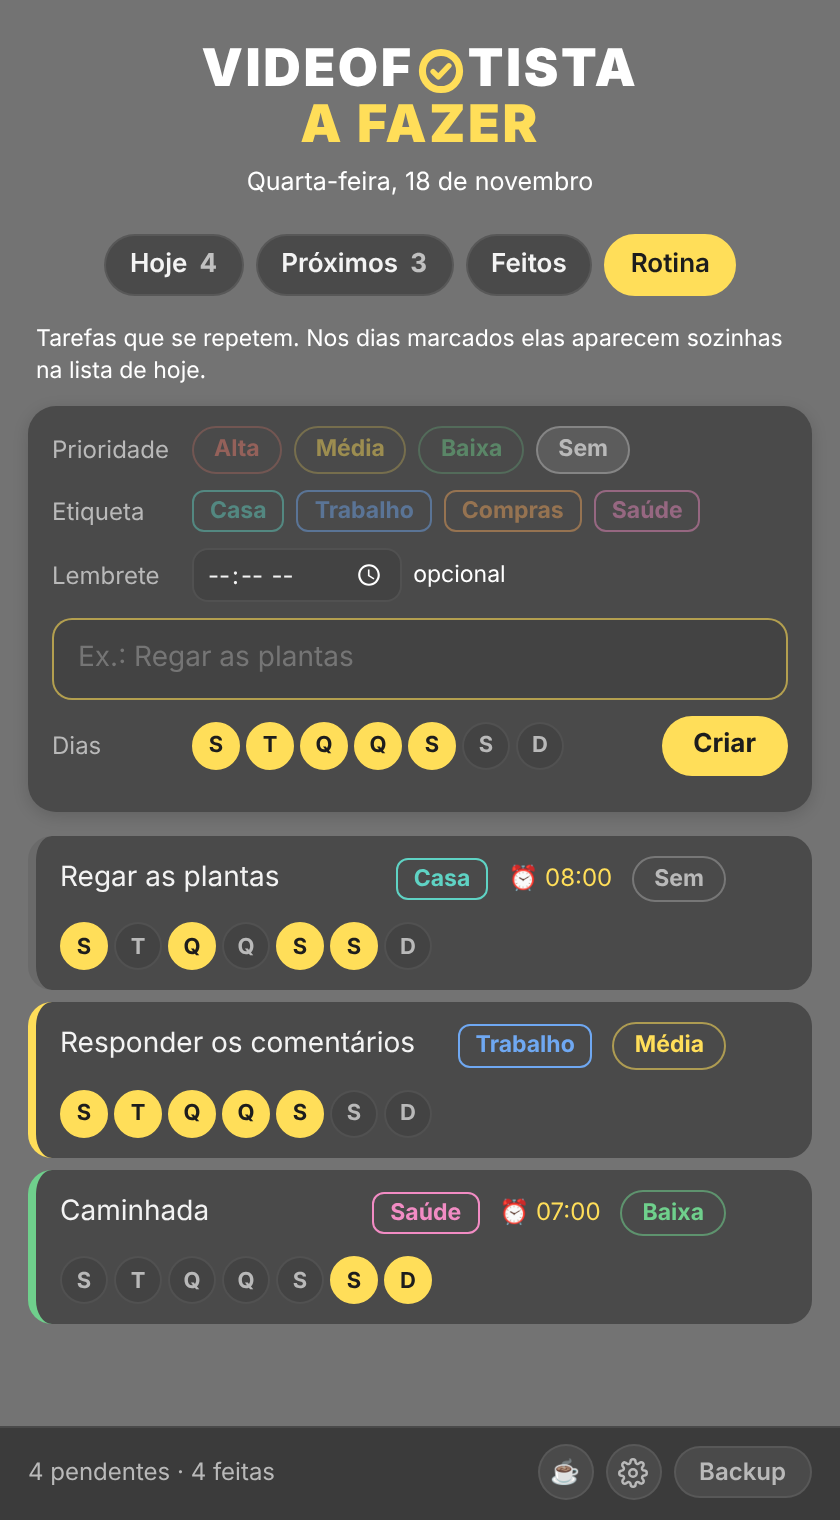 VIDEOFOTISTA
A FAZER
Quarta-feira, 18 de novembro
Hoje 4 Próximos 3 Feitos Rotina
Tarefas que se repetem. Nos dias marcados elas aparecem sozinhas
na lista de hoje.
Prioridade Alta Média Baixa Sem
Etiqueta Casa Trabalho Compras Saúde
Lembrete --:-- -- opcional
Ex.: Regar as plantas
Dias S T Q Q S S D Criar
Regar as plantas Casa ⏰ 08:00 Sem
S T Q Q S S D
Responder os comentários Trabalho Média
S T Q Q S S D
Caminhada Saúde ⏰ 07:00 Baixa
S T Q Q S S D
4 pendentes · 4 feitas Backup